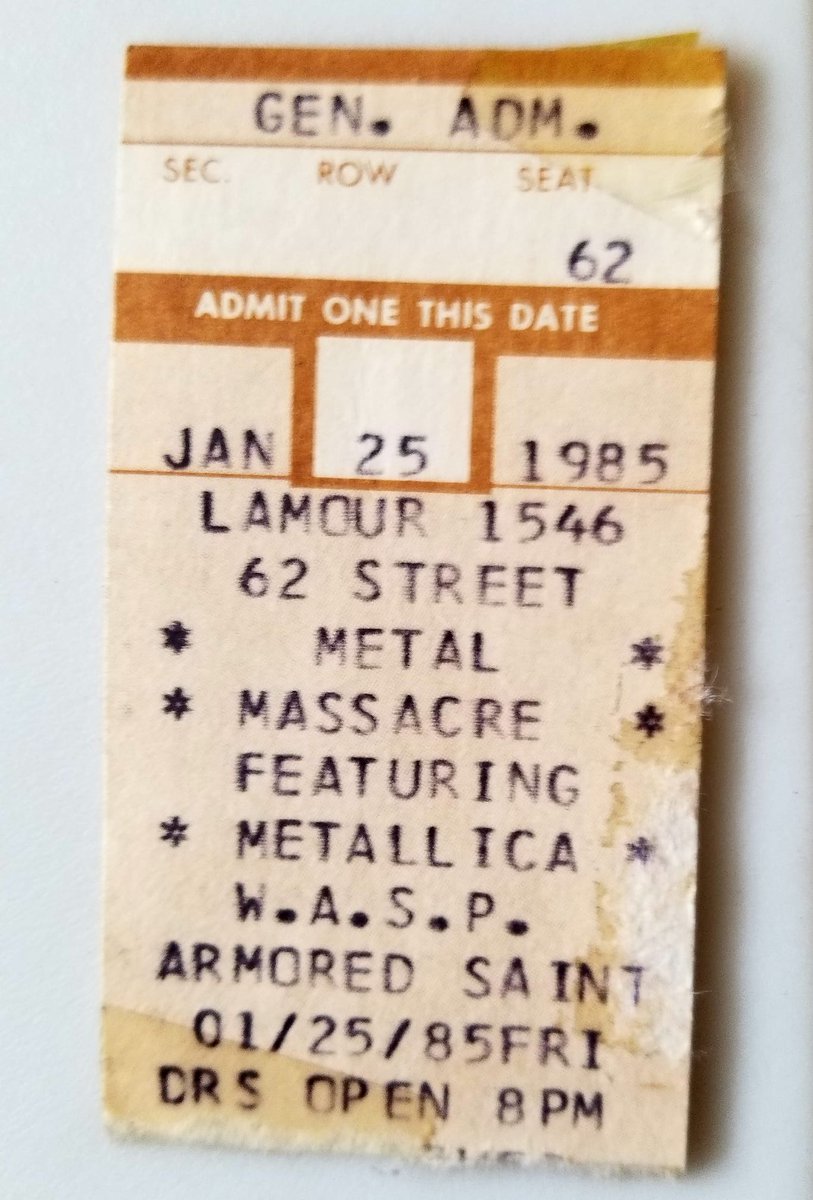 GEN. ADM.
SEC. ROW SEAT
62
ADMIT ONE THIS DATE
JAN 25 1985
LAMOUR 1546
62 STREET
* METAL *
* MASSACRE *
FEATURING
* METALLICA *
W.A.S.P.
ARMORED SAINT
01/25/85FRI
DRS OPEN 8PM